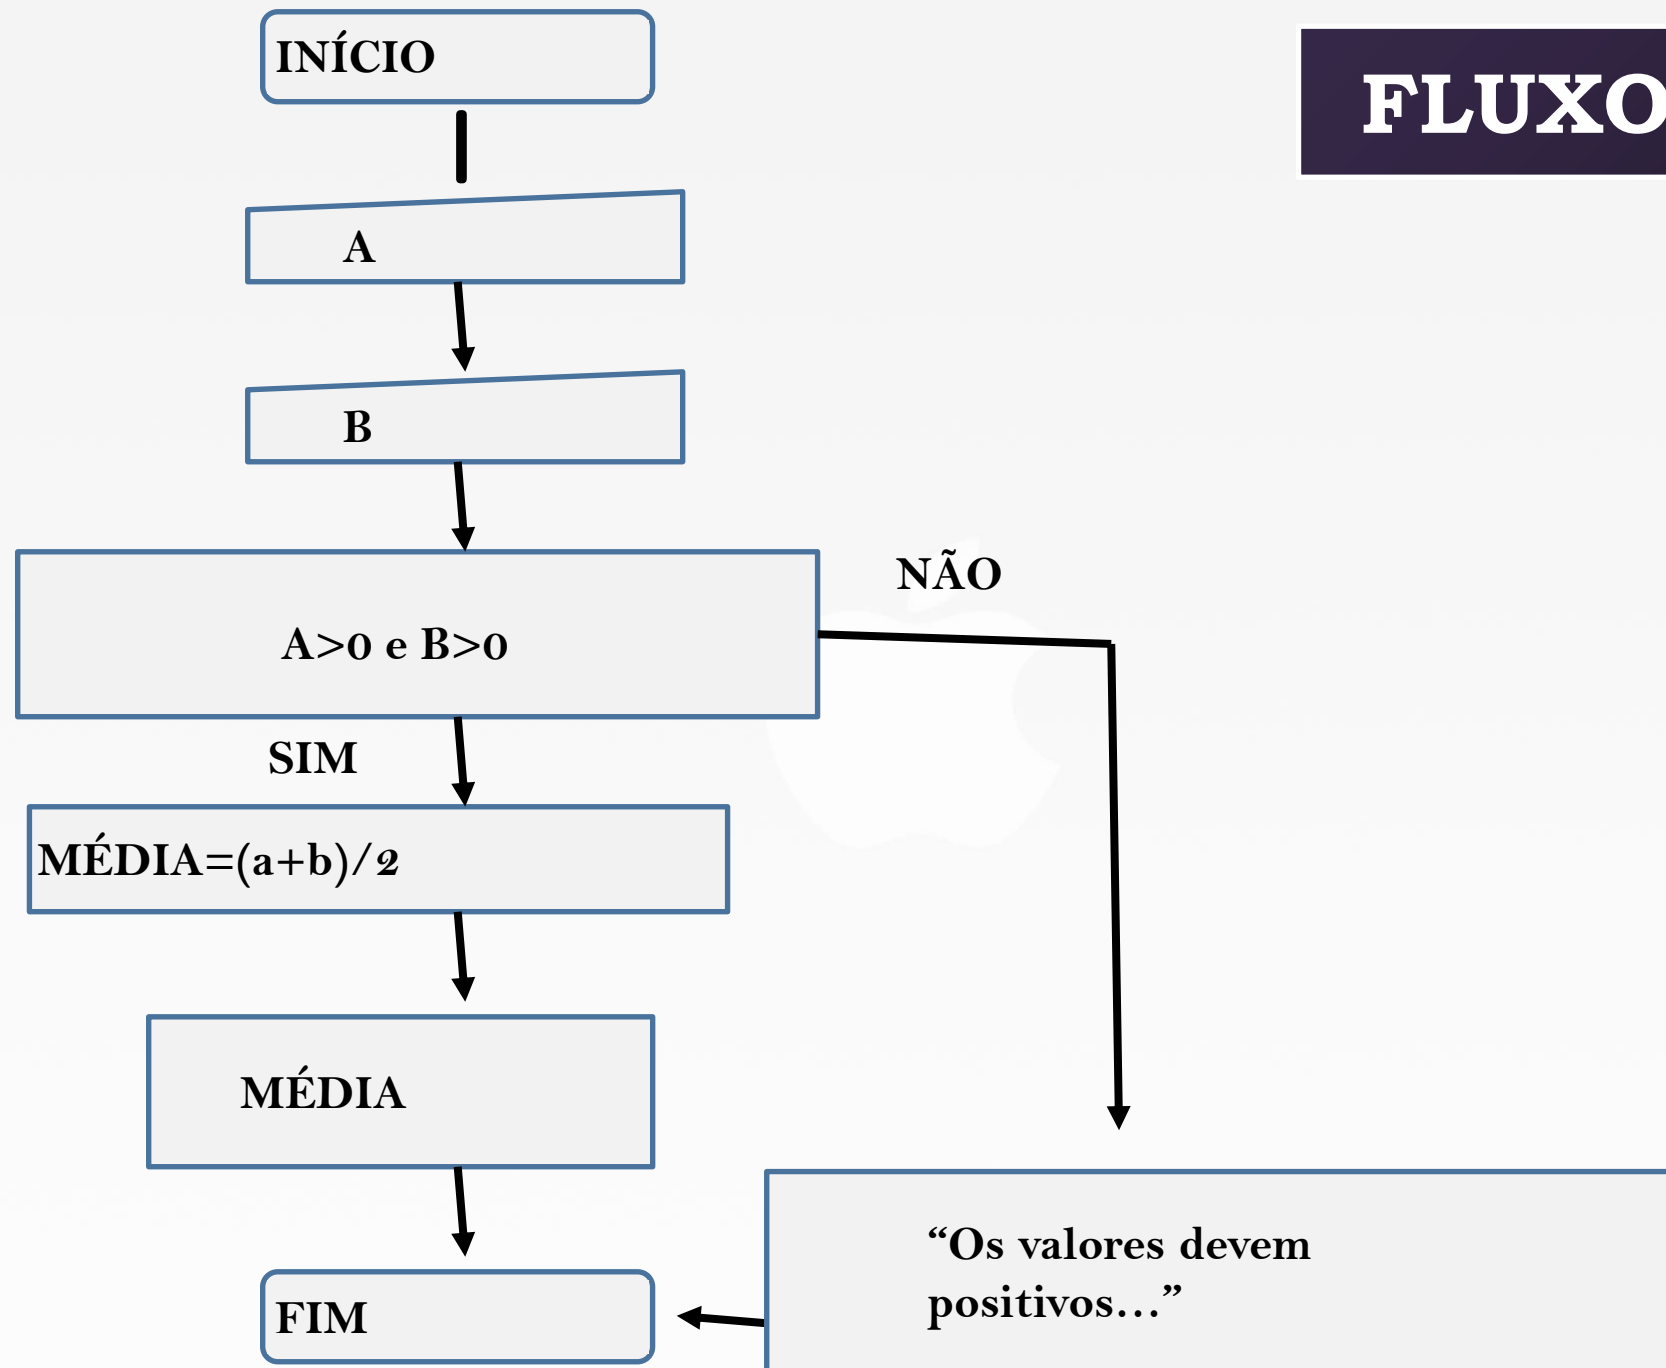 INÍCIO
FLUXO
A
B
NÃO
A>0 e B>0
SIM
MÉDIA=(a+b)/2
MÉDIA
“Os valores devem
positivos…”
FIM